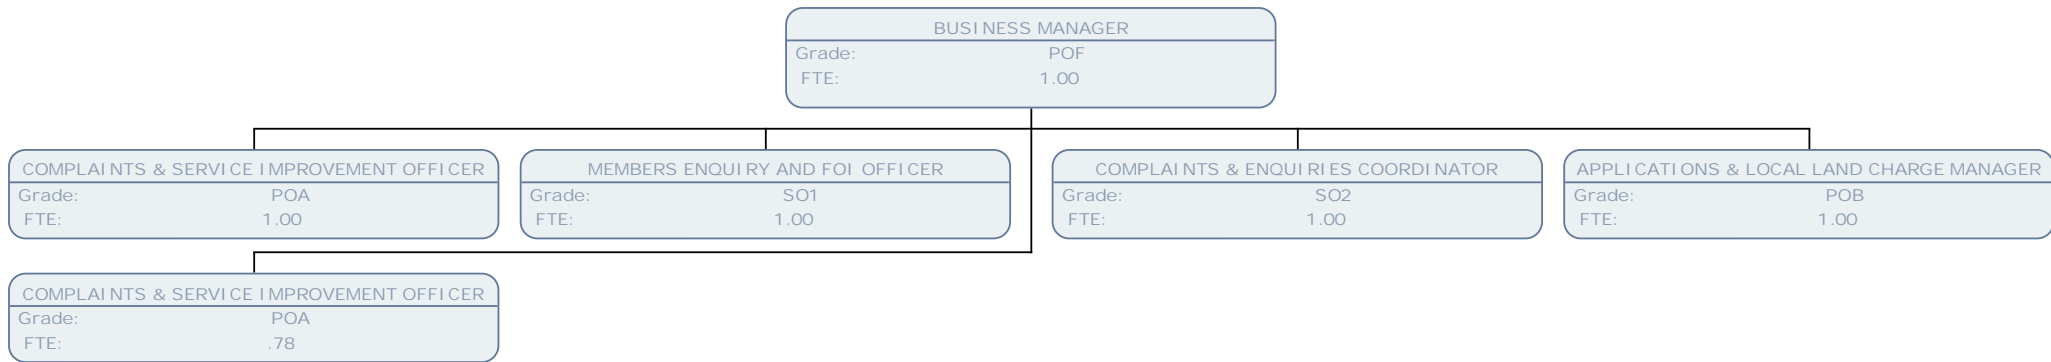 BUSINESS MANAGER
Grade: POF
FTE: 1.00
COMPLAINTS & SERVICE IMPROVEMENT OFFICER
Grade: POA
FTE: 1.00
MEMBERS ENQUIRY AND FOI OFFICER
Grade: SO1
FTE: 1.00
COMPLAINTS & ENQUIRIES COORDINATOR
Grade: SO2
FTE: 1.00
APPLICATIONS & LOCAL LAND CHARGE MANAGER
Grade: POB
FTE: 1.00
COMPLAINTS & SERVICE IMPROVEMENT OFFICER
Grade: POA
FTE: .78